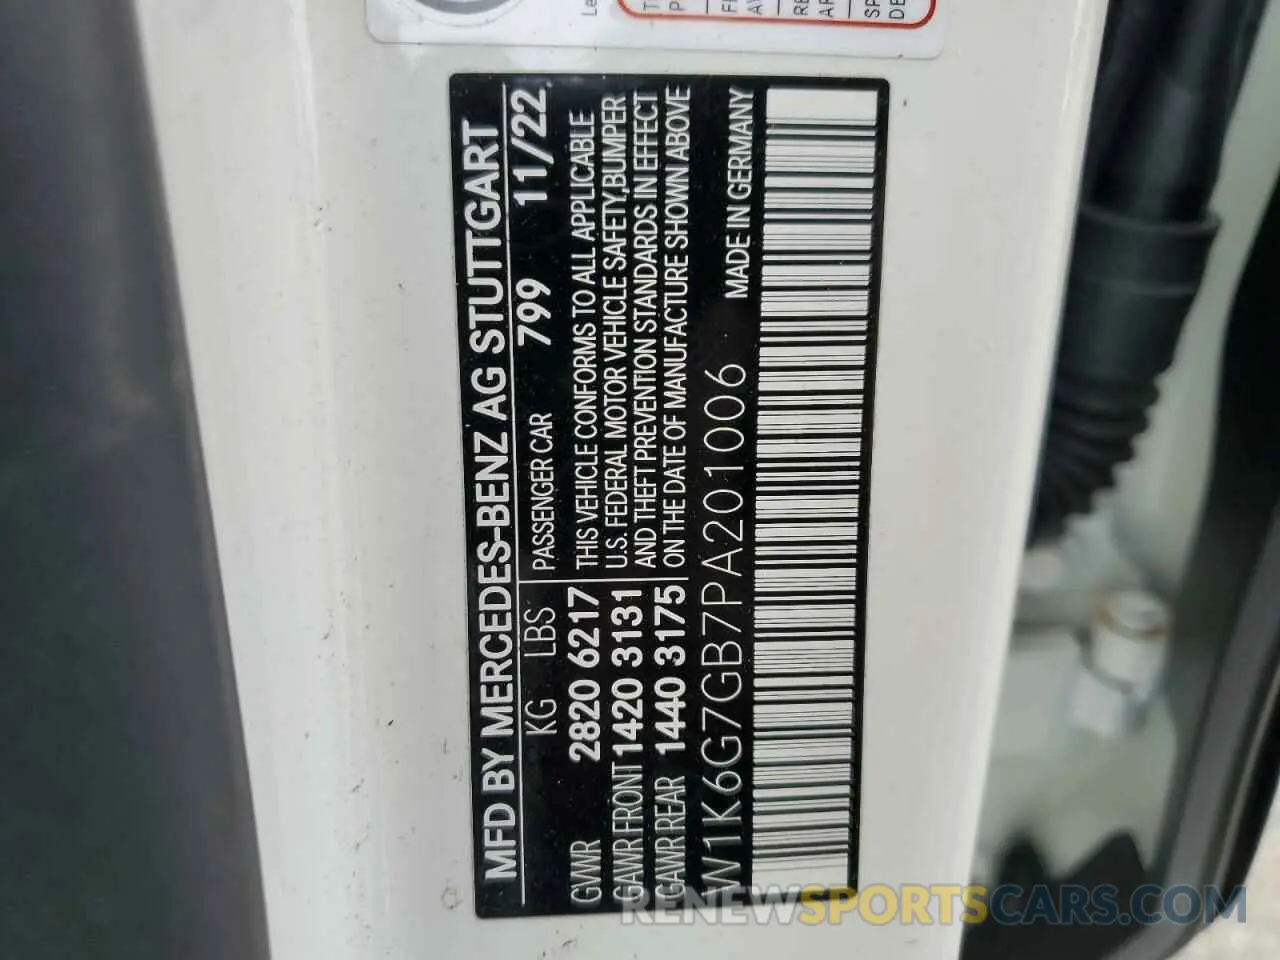 MFD BY MERCEDES-BENZ AG STUTTGART
KG LBS PASSENGER CAR 799 11/22
GWR 2820 6217 THIS VEHICLE CONFORMS TO ALL APPLICABLE
GAWR FRONT 1420 3131 U.S. FEDERAL MOTOR VEHICLE SAFETY,BUMPER
GAWR REAR 1440 3175 AND THEFT PREVENTION STANDARDS IN EFFECT
ON THE DATE OF MANUFACTURE SHOWN ABOVE
W1K6G7GB7PA201006 MADE IN GERMANY
RENEWSPORTSCARS.COM